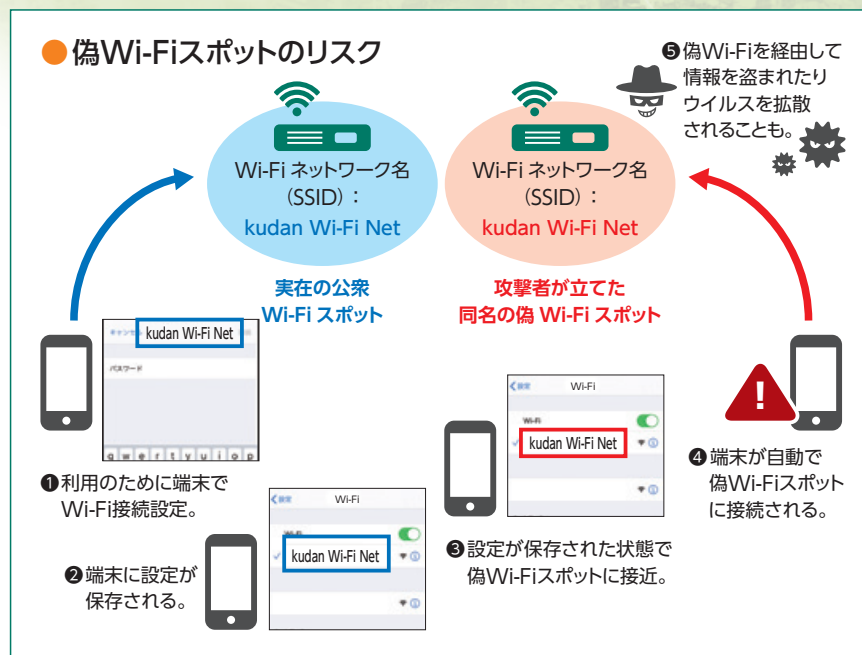 偽Wi-Fiスポットのリスク
Wi-Fi ネットワーク名
(SSID) :
kudan Wi-Fi Net
実在の公衆
Wi-Fi スポット
Wi-Fi ネットワーク名
(SSID) :
kudan Wi-Fi Net
攻撃者が立てた
同名の偽 Wi-Fi スポット
❺偽Wi-Fiを経由して
情報を盗まれたり
ウイルスを拡散
されることも。
kudan Wi-Fi Net
パスワード
q w e r t y u i o p
❶利用のために端末で
Wi-Fi接続設定。
設定 Wi-Fi
Wi-Fi
kudan Wi-Fi Net
❷端末に設定が
保存される。
設定 Wi-Fi
Wi-Fi
kudan Wi-Fi Net
❸設定が保存された状態で
偽Wi-Fiスポットに接近。
!
❹端末が自動で
偽Wi-Fiスポット
に接続される。